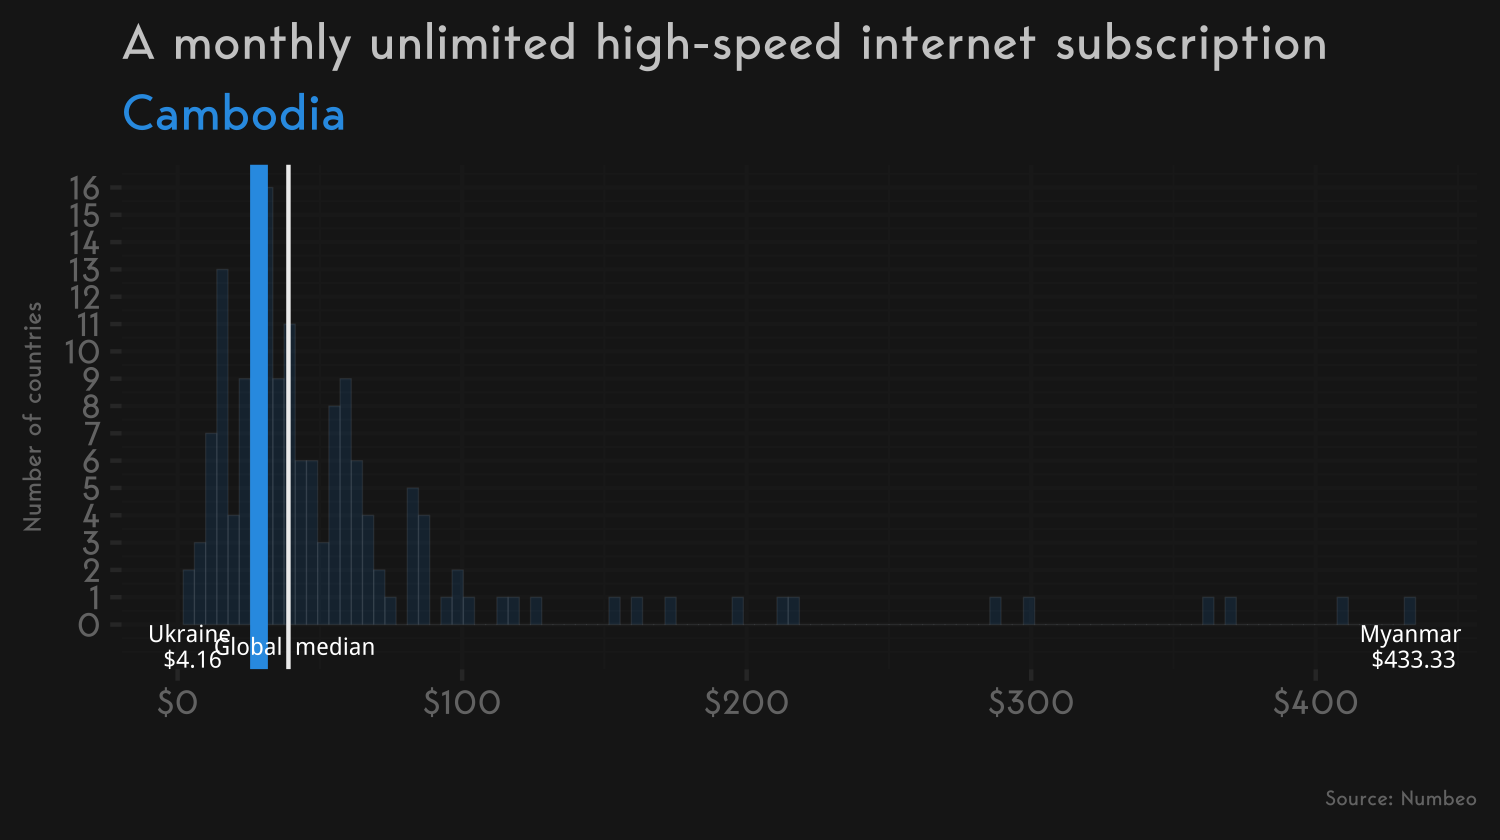 A monthly unlimited high-speed internet subscription
Cambodia
Number of countries
16
15
14
13
12
11
10
9
8
7
6
5
4
3
2
1
0
Ukraine
$4.16
Global median
Myanmar
$433.33
$0 $100 $200 $300 $400
Source: Numbeo